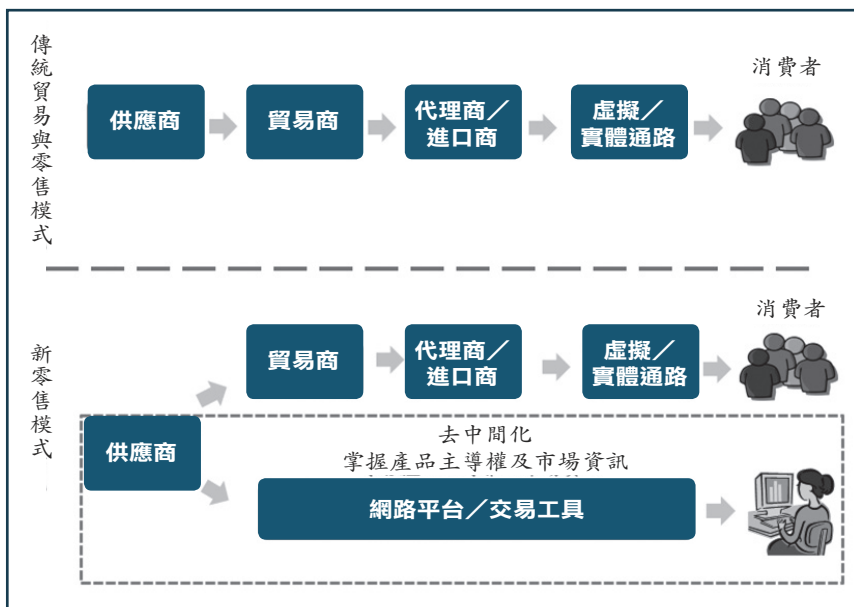 傳統貿易與零售模式
供應商
貿易商
代理商／
進口商
虛擬／
實體通路
消費者
新零售模式
供應商
貿易商
代理商／
進口商
虛擬／
實體通路
消費者
去中間化
掌握產品主導權及市場資訊
網路平台／交易工具